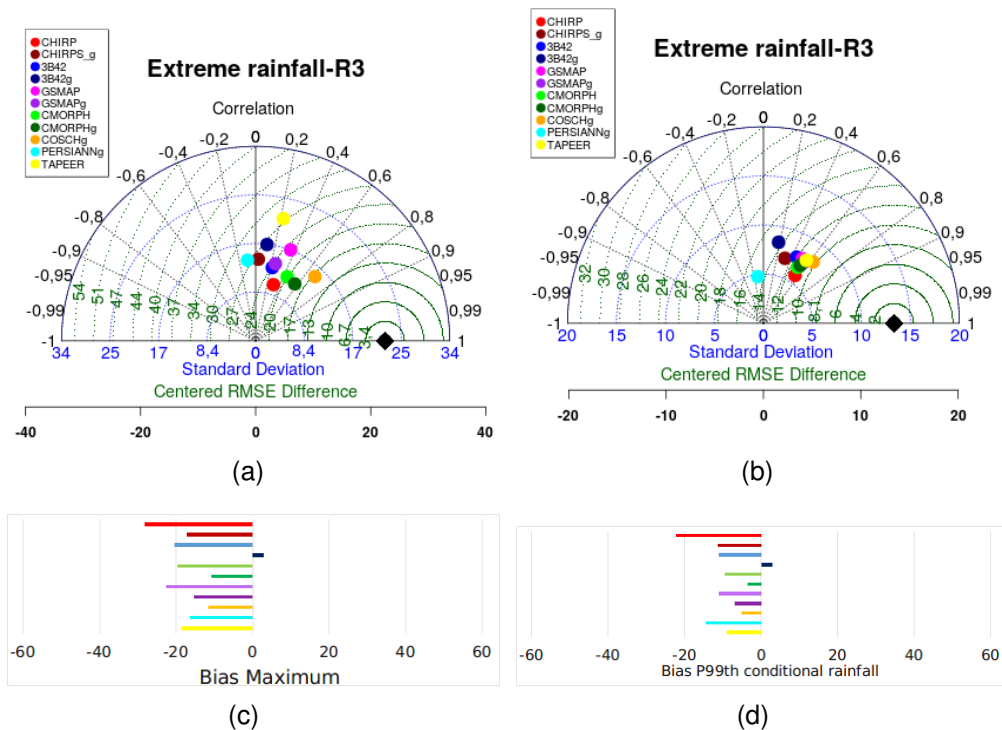 CHIRP
CHIRPS_g
3B42
3B42g
GSMAP
GSMAPg
CMORPH
CMORPHg
COSCHg
PERSIANNg
TAPEER
Extreme rainfall-R3
Correlation
-1 -0,99 -0,95 -0,9 -0,8 -0,6 -0,4 0 0,2 0,4 0,6 0,8 0,9 0,95 0,99 1
54 51 47 44 40 37 34 30 27 24 20 17 13 10 6,7 3,4
34 25 17 8,4 0 8,4 17 25 34
Standard Deviation
Centered RMSE Difference
-40 -20 0 20 40
(a)
CHIRP
CHIRPS_g
3B42
3B42g
GSMAP
GSMAPg
CMORPH
CMORPHg
COSCHg
PERSIANNg
TAPEER
Extreme rainfall-R3
Correlation
-1 -0,99 -0,95 -0,9 -0,8 -0,6 -0,4 0 0,2 0,4 0,6 0,8 0,9 0,95 0,99 1
32 30 28 26 24 22 20 18 16 14 12 10 8,1 6 4 2
20 15 10 5 0 5 10 15 20
Standard Deviation
Centered RMSE Difference
-20 -10 0 10 20
(b)
-60 -40 -20 0 20 40 60
Bias Maximum
(c)
-60 -40 -20 0 20 40 60
Bias P99th conditional rainfall
(d)